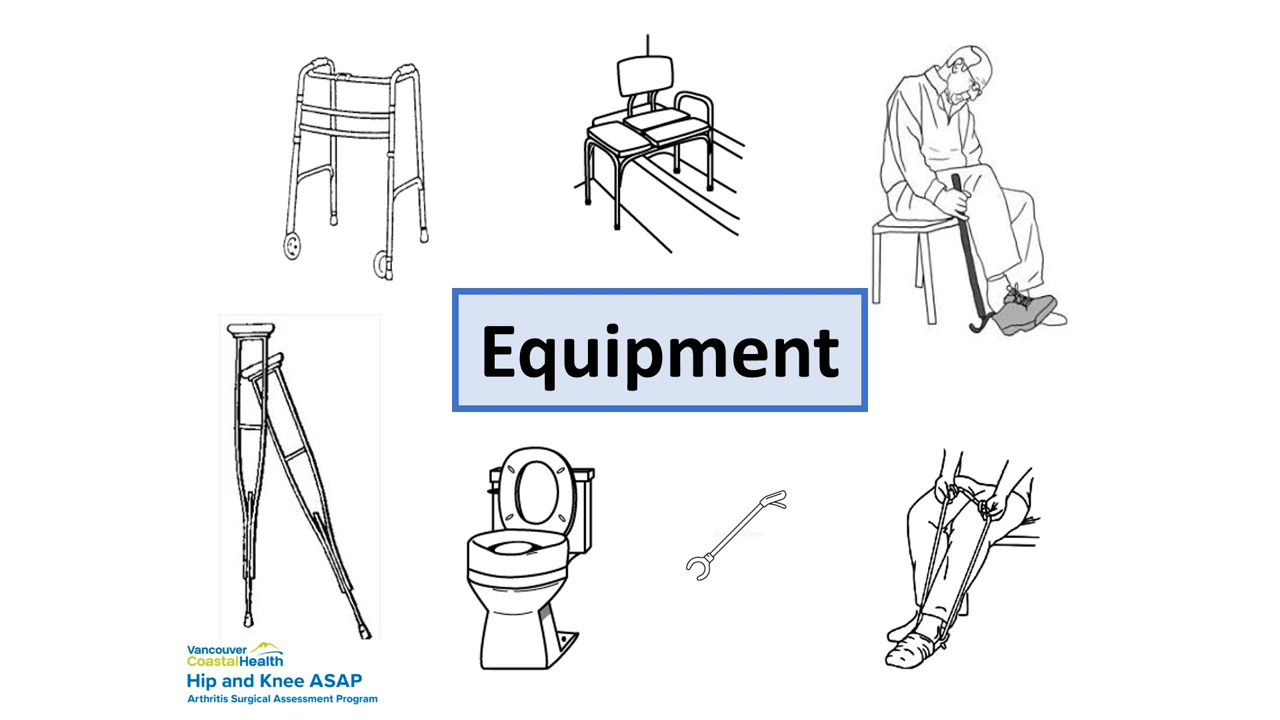 Equipment
Vancouver
CoastalHealth
Hip and Knee ASAP
Arthritis Surgical Assessment Program